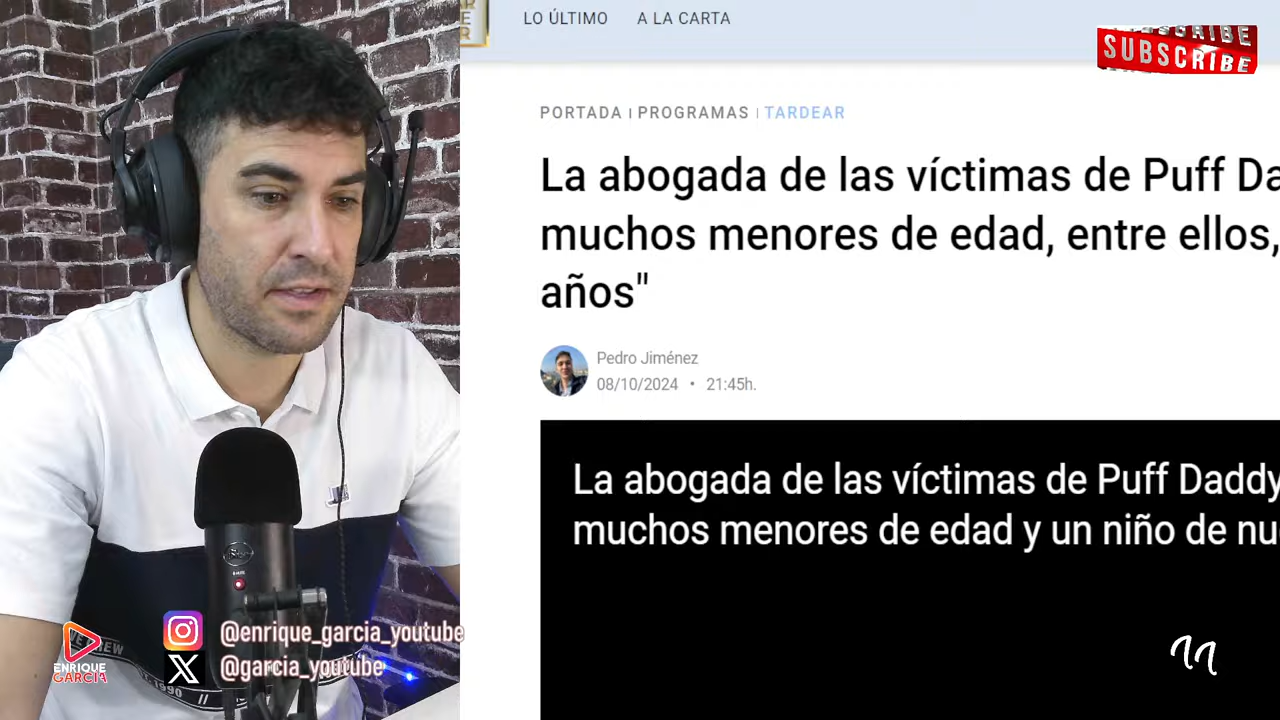 LO ÚLTIMO A LA CARTA
SUBSCRIBE
PORTADA | PROGRAMAS | TARDEAR
La abogada de las víctimas de Puff Da
muchos menores de edad, entre ellos,
años"
Pedro Jiménez
08/10/2024 • 21:45h.
La abogada de las víctimas de Puff Daddy
muchos menores de edad y un niño de nu
@enrique_garcia_youtube
@garcia_youtube
ENRIQUE
GARCIA
1990 //